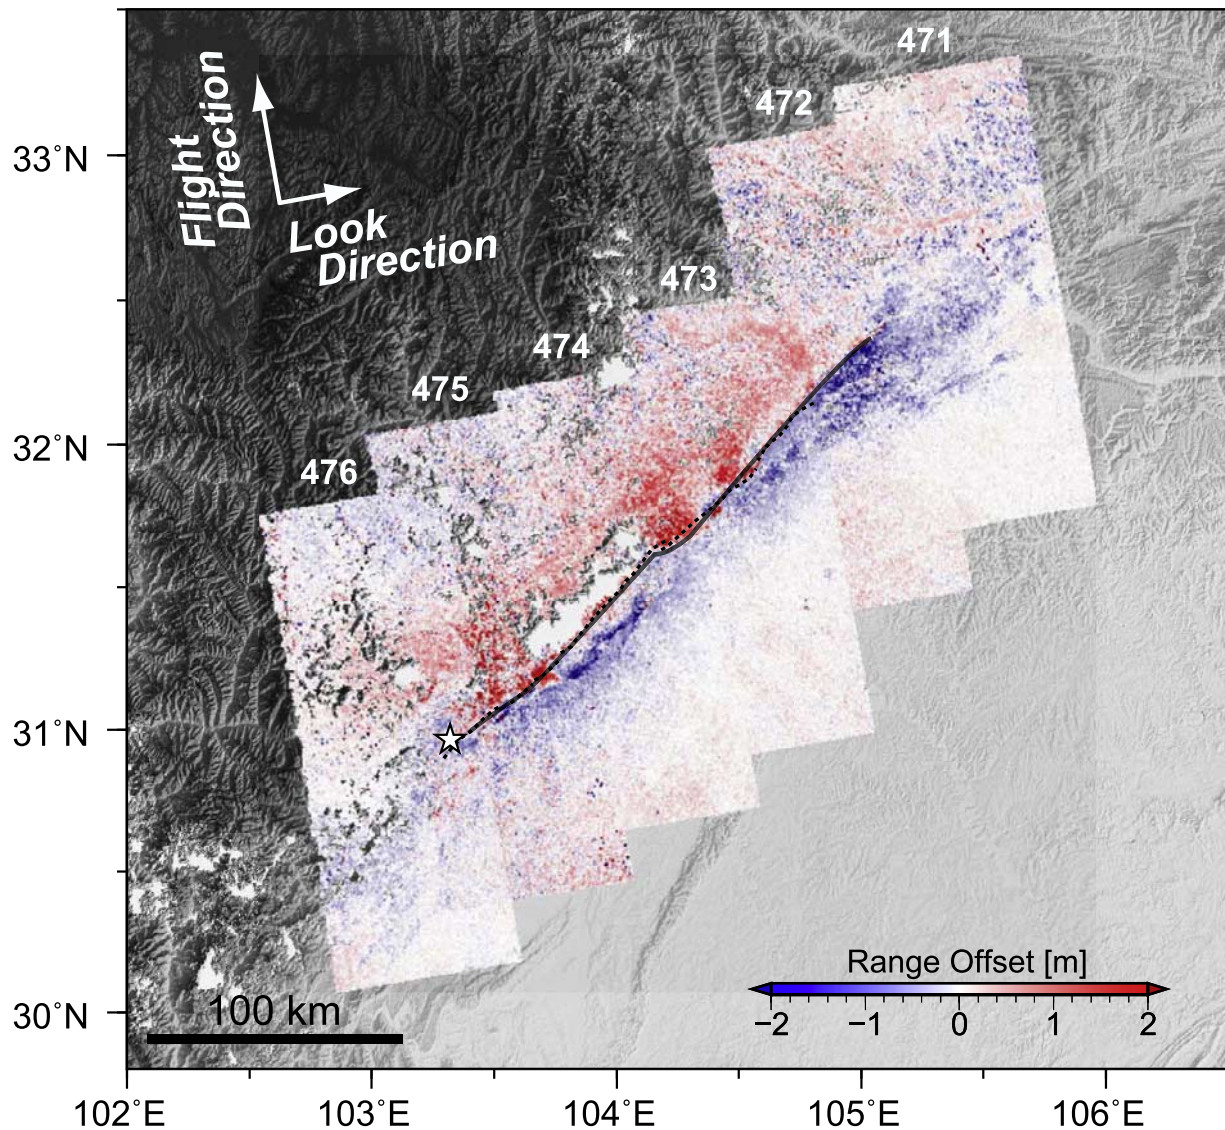 471
472
473
474
475
476
Flight
Direction
Look
Direction
33°N
32°N
31°N
30°N
100 km
Range Offset [m]
−2 −1 0 1 2
102°E 103°E 104°E 105°E 106°E